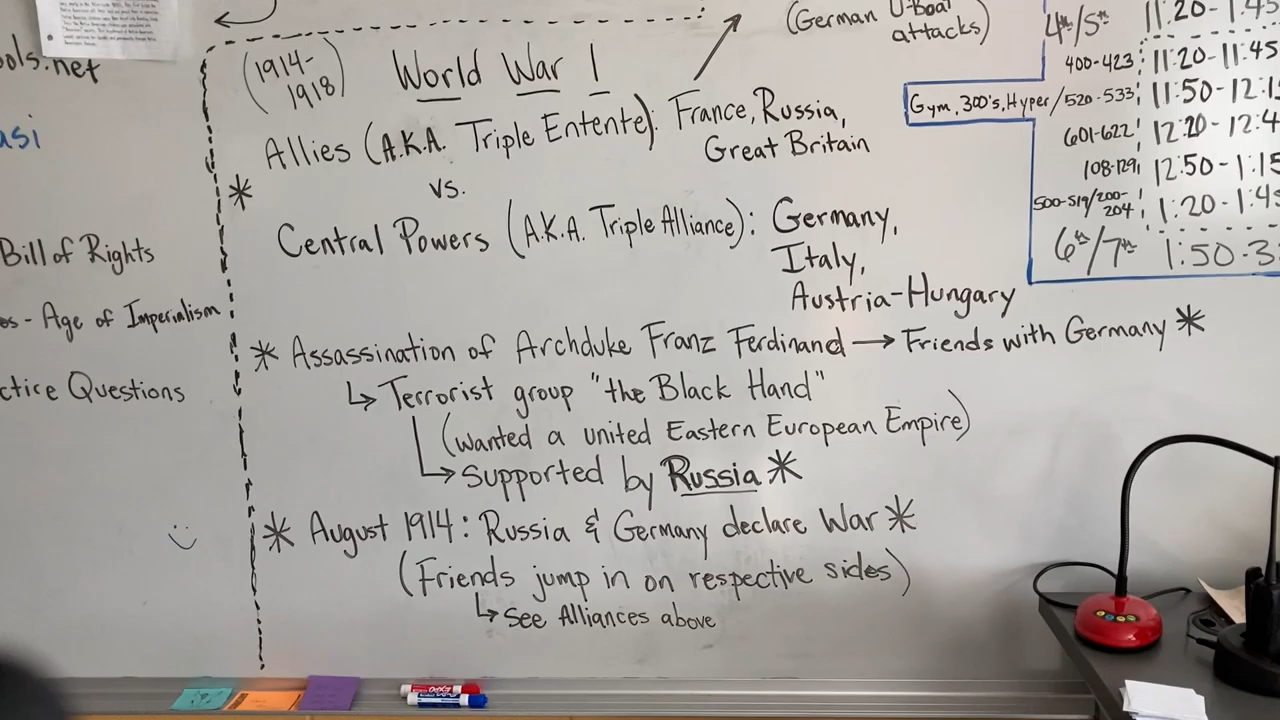 ols.net
asi
Bill of Rights
es - Age of Imperialism
ctice Questions
(1914-
1918)
World War 1
(German U-Boat
attacks)
Allies (A.K.A. Triple Entente): France, Russia,
Great Britain
* vs.
Central Powers (A.K.A. Triple Alliance): Germany,
Italy,
Austria-Hungary
* Assassination of Archduke Franz Ferdinand → Friends with Germany *
↳ Terrorist group "the Black Hand"
(wanted a united Eastern European Empire)
↳ Supported by Russia *
* August 1914: Russia & Germany declare War *
(Friends jump in on respective sides)
↳ See Alliances above
4th/5th 11:20-1:45
400-423 11:20-11:45
Gym, 300's, Hyper/520-533 11:50-12:1
601-622 12:20-12:4
108-129 12:50-1:15
500-519/200-
204 1:20-1:45
6th/7th 1:50-3
EXPO